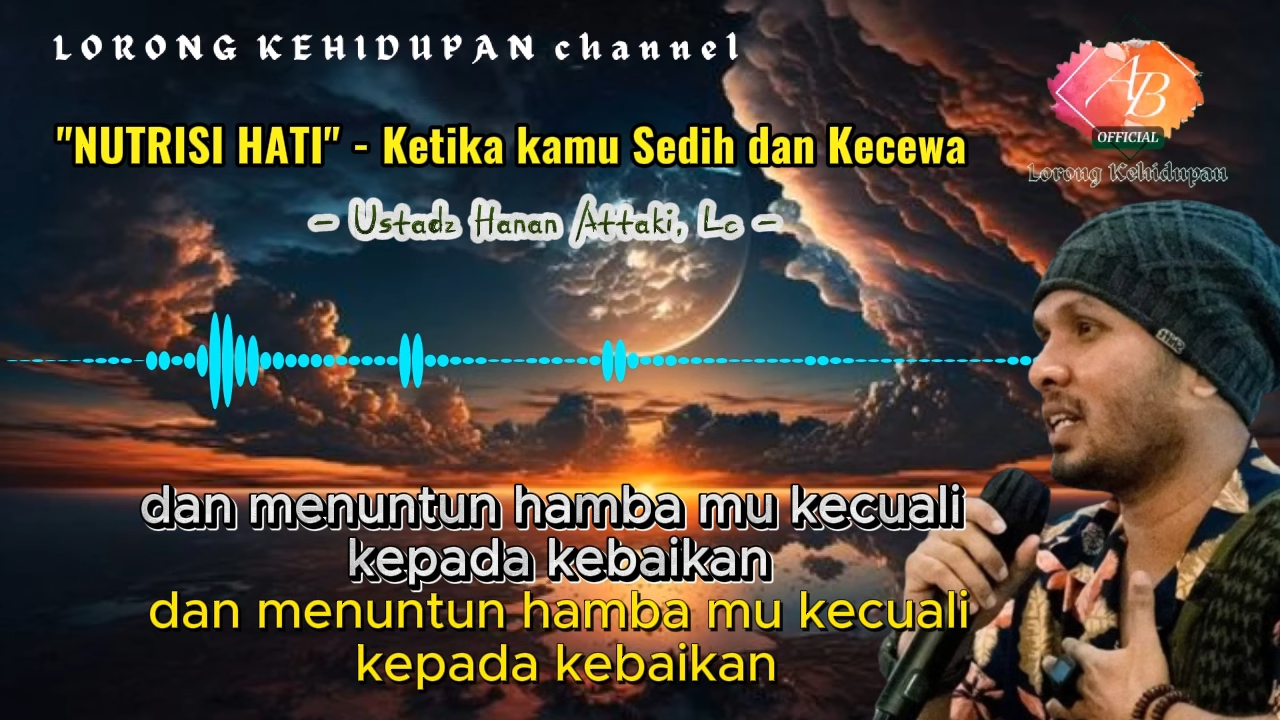 LORONG KEHIDUPAN channel
AB
OFFICIAL
Lorong Kehidupan
"NUTRISI HATI" - Ketika kamu Sedih dan Kecewa
- Ustadz Hanan Attaki, Lc -
dan menuntun hamba mu kecuali
kepada kebaikan
dan menuntun hamba mu kecuali
kepada kebaikan